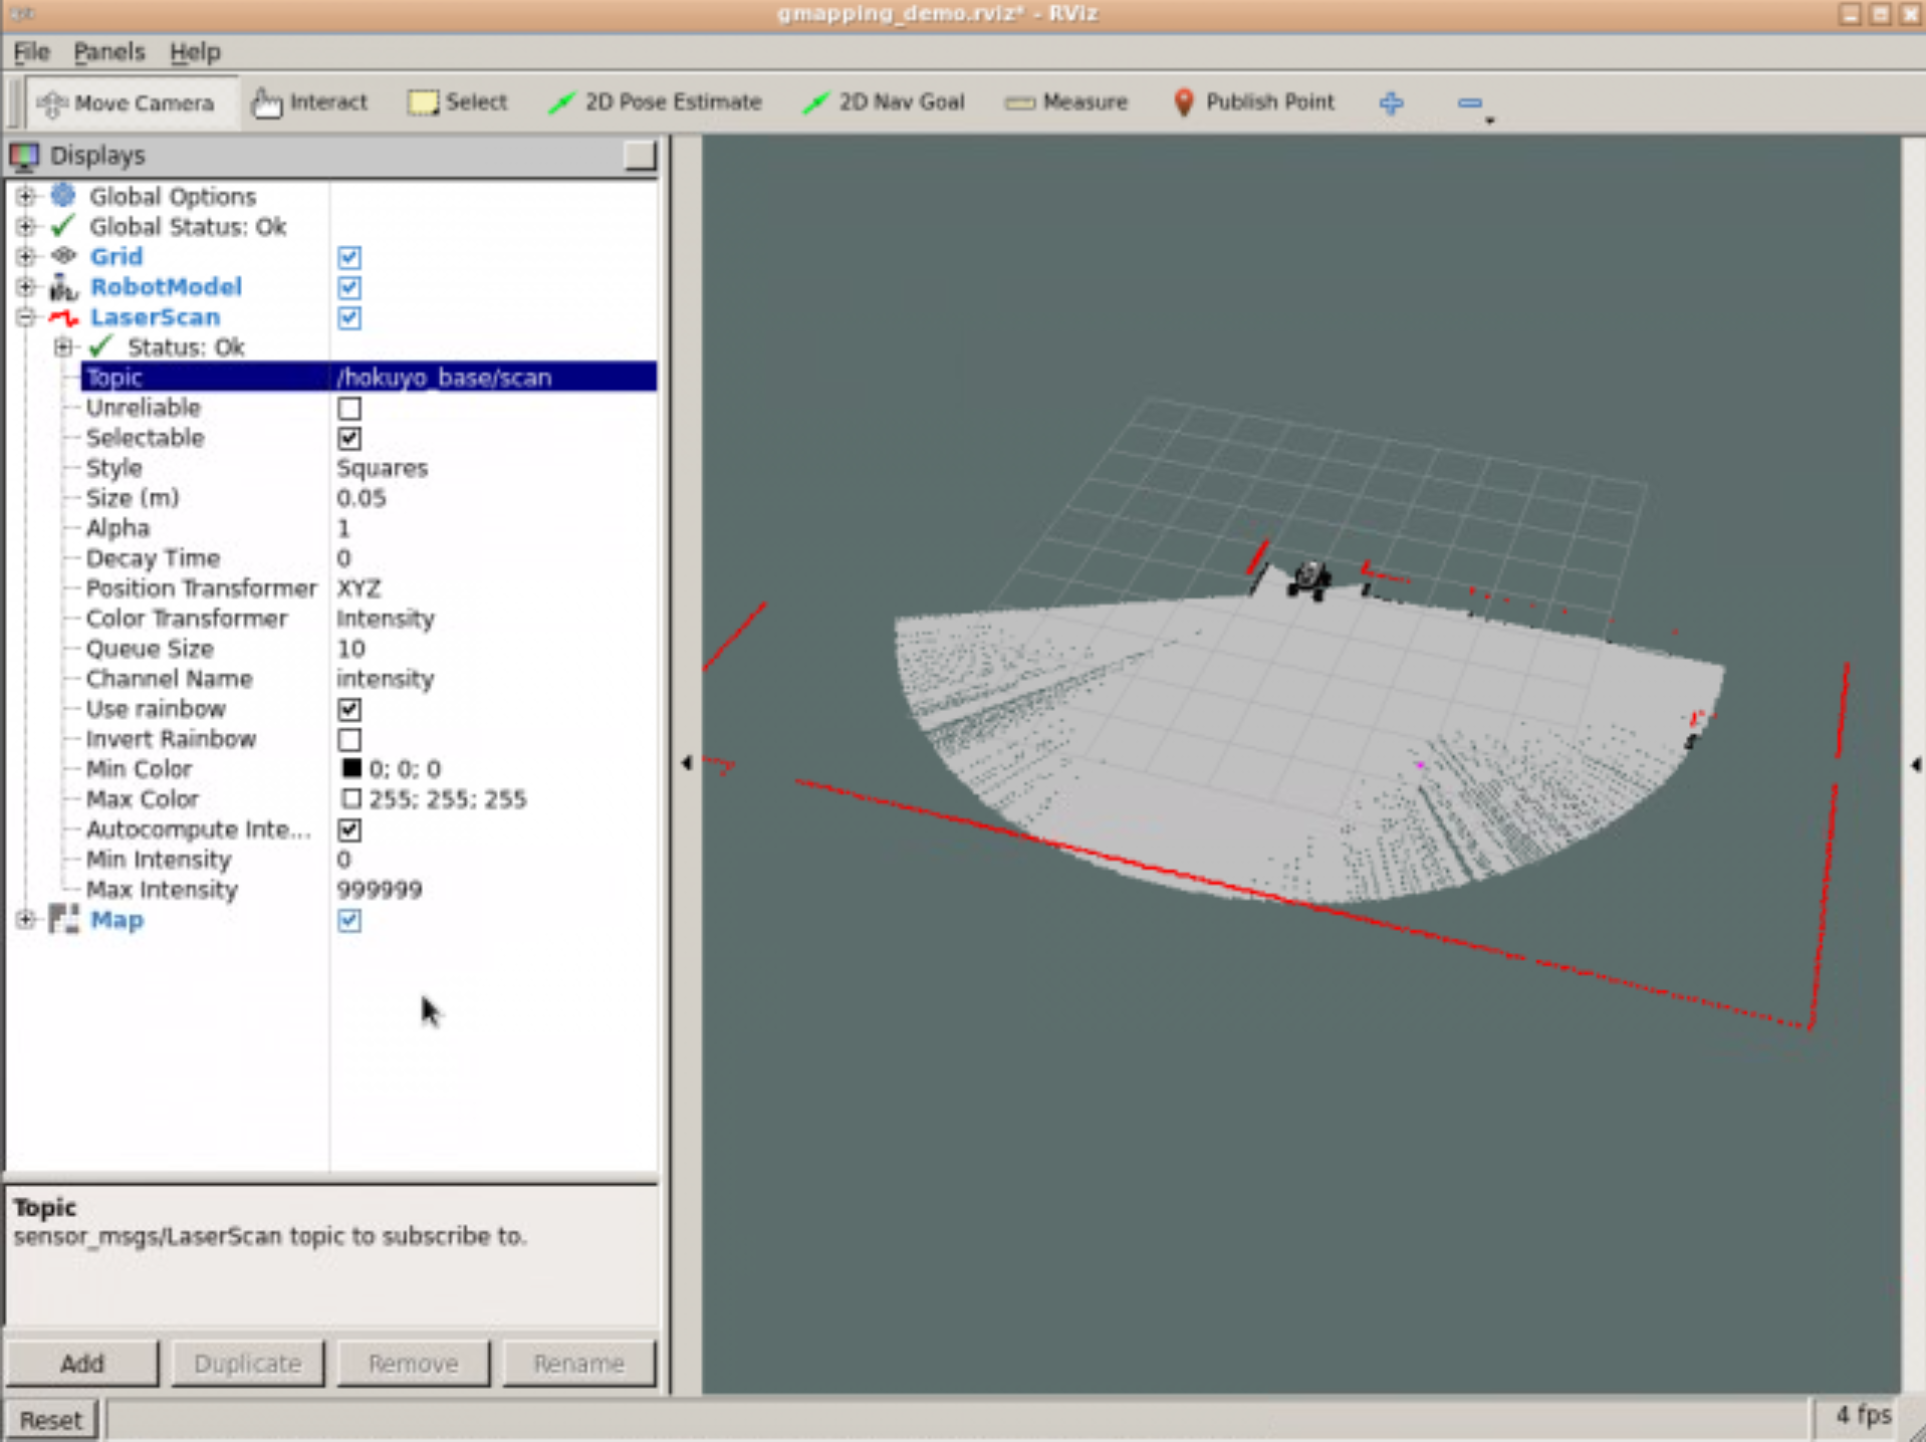 gmapping_demo.rviz* - RViz
File Panels Help
Move Camera Interact Select 2D Pose Estimate 2D Nav Goal Measure Publish Point
Displays
Global Options
Global Status: Ok
Grid
RobotModel
LaserScan
Status: Ok
Topic /hokuyo_base/scan
Unreliable
Selectable
Style Squares
Size (m) 0.05
Alpha 1
Decay Time 0
Position Transformer XYZ
Color Transformer Intensity
Queue Size 10
Channel Name intensity
Use rainbow
Invert Rainbow
Min Color 0; 0; 0
Max Color 255; 255; 255
Autocompute Inte...
Min Intensity 0
Max Intensity 999999
Map
Topic
sensor_msgs/LaserScan topic to subscribe to.
Add Duplicate Remove Rename
Reset 4 fps